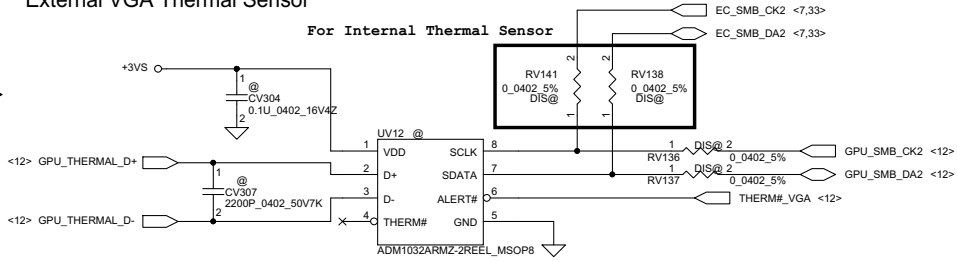 External VGA Thermal Sensor
For Internal Thermal Sensor
EC_SMB_CK2 <7,33>
EC_SMB_DA2 <7,33>
+3VS
1
@
CV304
0.1U_0402_16V4Z
2
2
2
RV141
0_0402_5%
DIS@
1
RV138
0_0402_5%
DIS@
1
UV12 @
1 VDD
2 D+
3 D-
4 THERM#
SCLK 8
SDATA 7
ALERT# 6
GND 5
ADM1032ARMZ-2REEL_MSOP8
<12> GPU_THERMAL_D+
1
@
CV307
2200P_0402_50V7K
2
<12> GPU_THERMAL_D-
1 DIS@ 2
RV136 0_0402_5%
GPU_SMB_CK2 <12>
1 DIS@ 2
RV137 0_0402_5%
GPU_SMB_DA2 <12>
THERM#_VGA <12>